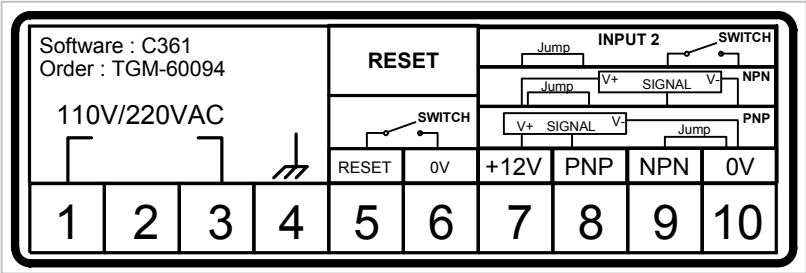 Software : C361
Order : TGM-60094
110V/220VAC
RESET
SWITCH
INPUT 2
Jump
SWITCH
Jump
V+ SIGNAL V-
NPN
V+ SIGNAL V-
Jump
PNP
RESET 0V +12V PNP NPN 0V
1 2 3 4 5 6 7 8 9 10